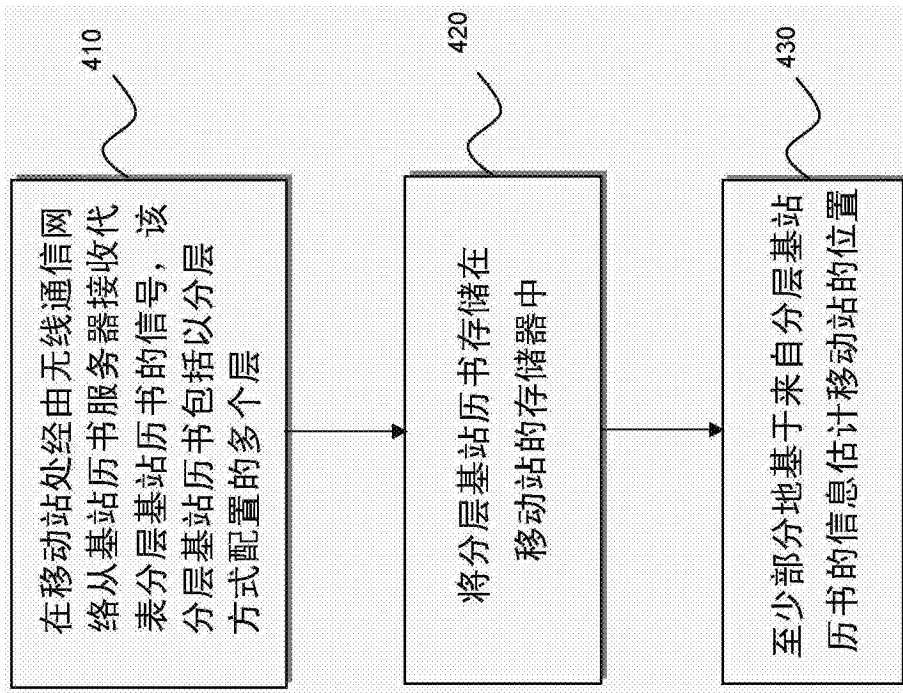 410
在移动站处经由无线通信网
络从基站历书服务器接收代
表分层基站历书的信号，该
分层基站历书包括以分层
方式配置的多个层
420
将分层基站历书存储在
移动站的存储器中
430
至少部分地基于来自分层基站
历书的信息估计移动站的位置